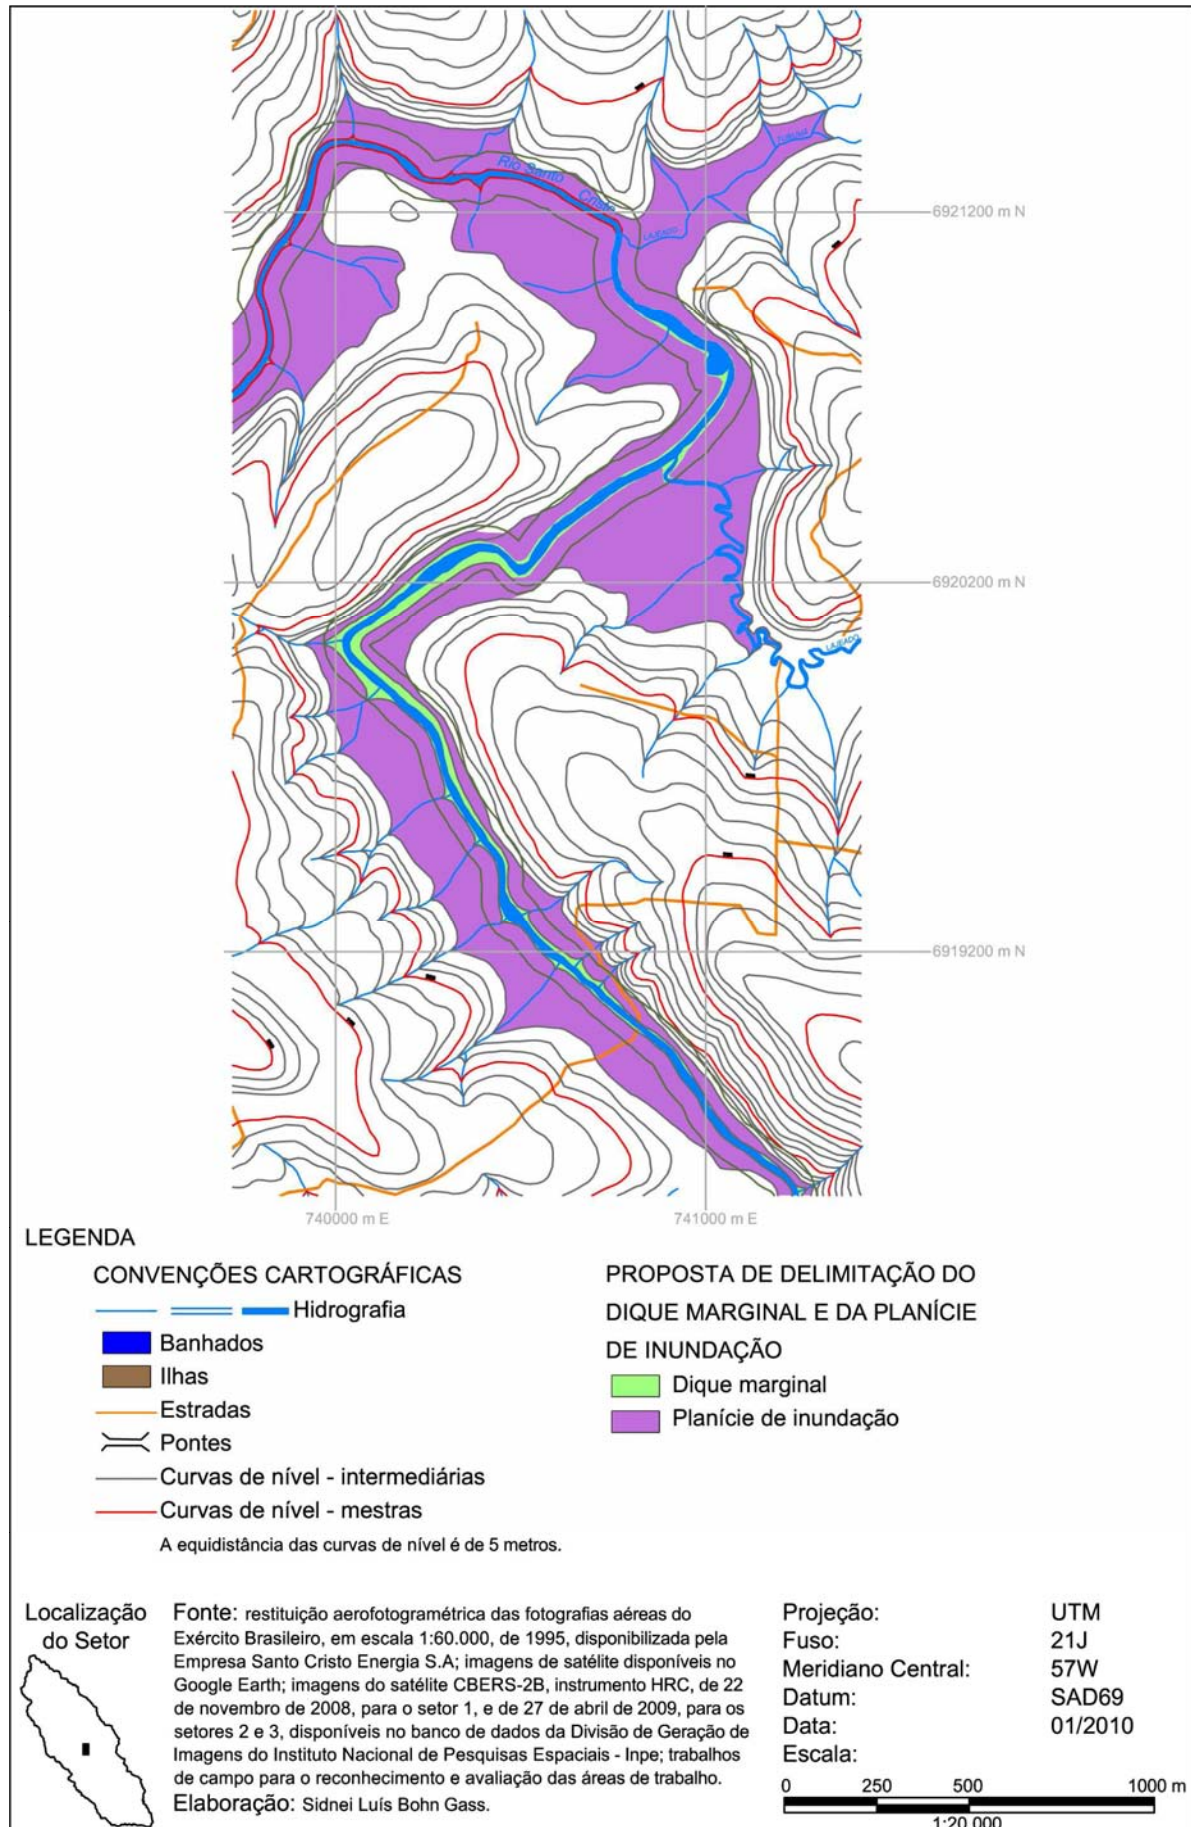 TUBUNA
Rio Santo Cristo
LAJEADO
6921200 m N
6920200 m N
LAJEADO
6919200 m N
740000 m E
741000 m E
LEGENDA
CONVENÇÕES CARTOGRÁFICAS
Hidrografia
Banhados
Ilhas
Estradas
Pontes
Curvas de nível - intermediárias
Curvas de nível - mestras
A equidistância das curvas de nível é de 5 metros.
PROPOSTA DE DELIMITAÇÃO DO
DIQUE MARGINAL E DA PLANÍCIE
DE INUNDAÇÃO
Dique marginal
Planície de inundação
Localização
do Setor
Fonte: restituição aerofotogramétrica das fotografias aéreas do
Exército Brasileiro, em escala 1:60.000, de 1995, disponibilizada pela
Empresa Santo Cristo Energia S.A; imagens de satélite disponíveis no
Google Earth; imagens do satélite CBERS-2B, instrumento HRC, de 22
de novembro de 2008, para o setor 1, e de 27 de abril de 2009, para os
setores 2 e 3, disponíveis no banco de dados da Divisão de Geração de
Imagens do Instituto Nacional de Pesquisas Espaciais - Inpe; trabalhos
de campo para o reconhecimento e avaliação das áreas de trabalho.
Elaboração: Sidnei Luís Bohn Gass.
Projeção: UTM
Fuso: 21J
Meridiano Central: 57W
Datum: SAD69
Data: 01/2010
Escala:
0 250 500 1000 m
1:20.000